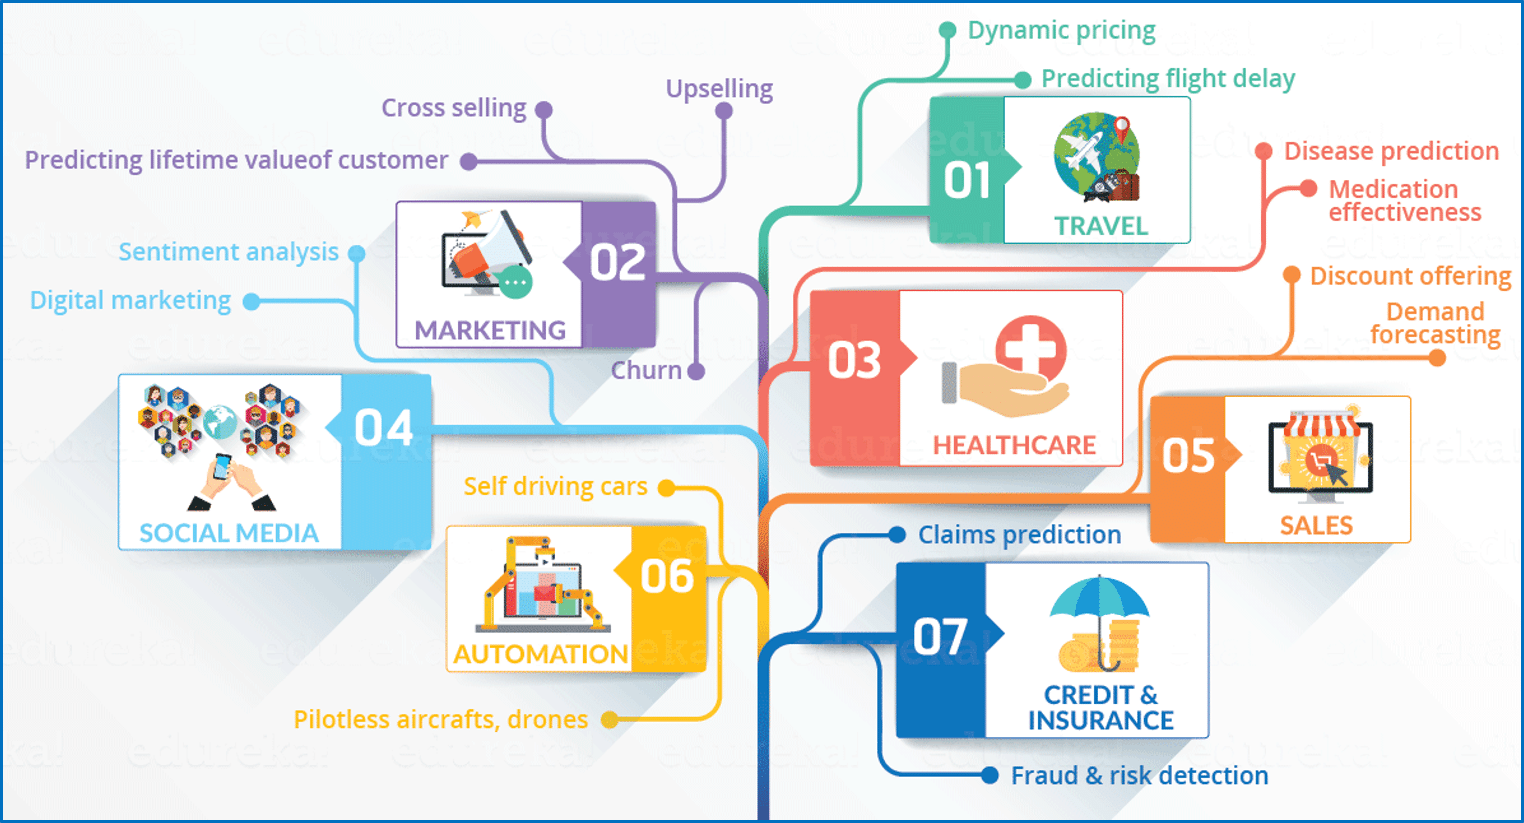 Dynamic pricing
Predicting flight delay
01
TRAVEL
Upselling
Cross selling
Predicting lifetime valueof customer
02
MARKETING
Churn
Disease prediction
Medication
effectiveness
03
HEALTHCARE
Sentiment analysis
Digital marketing
04
SOCIAL MEDIA
Discount offering
Demand
forecasting
05
SALES
Self driving cars
06
AUTOMATION
Pilotless aircrafts, drones
Claims prediction
07
CREDIT &
INSURANCE
Fraud & risk detection
edureka!